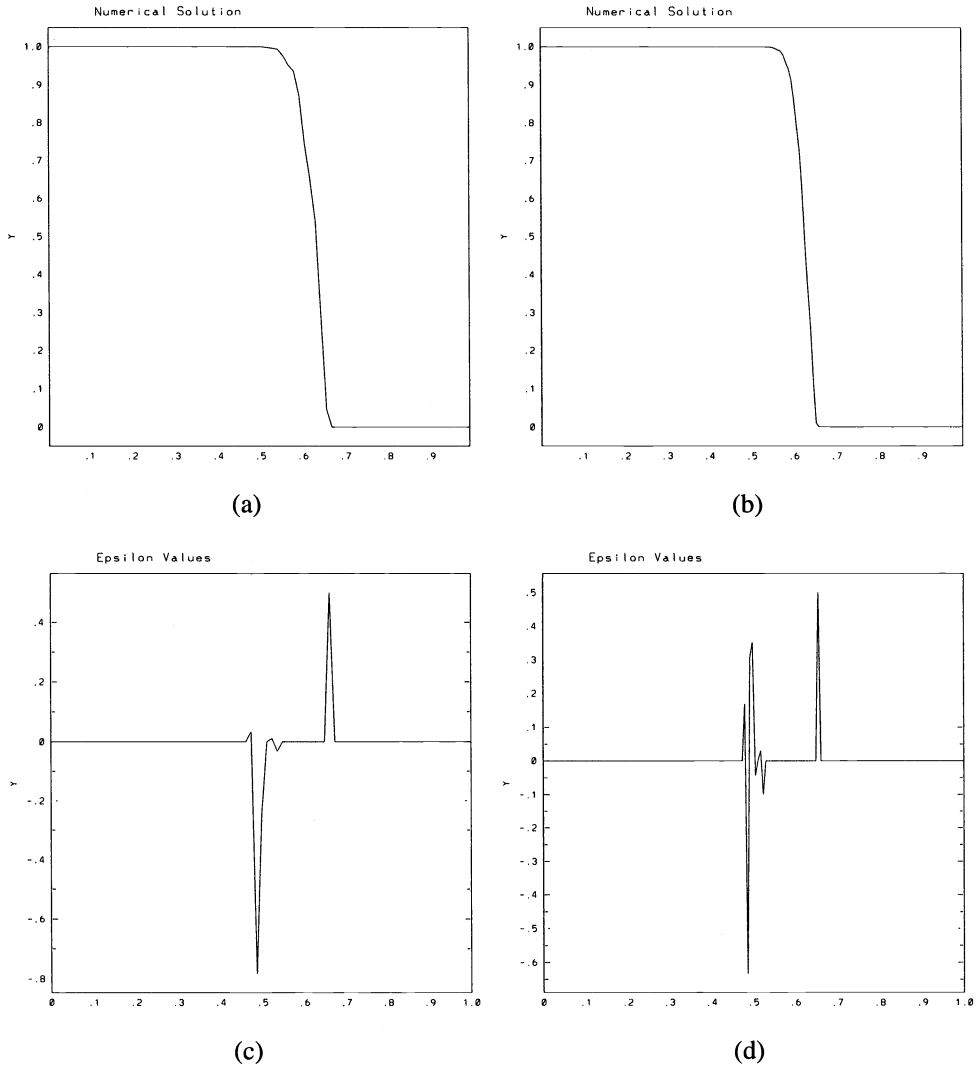 Numerical Solution
1.0
.9
.8
.7
.6
.5
Y
.4
.3
.2
.1
0
.1 .2 .3 .4 .5 .6 .7 .8 .9
(a)
Numerical Solution
1.0
.9
.8
.7
.6
.5
Y
.4
.3
.2
.1
0
.1 .2 .3 .4 .5 .6 .7 .8 .9
(b)
Epsilon Values
.4
.2
0
Y
-.2
-.4
-.6
-.8
0 .1 .2 .3 .4 .5 .6 .7 .8 .9 1.0
(c)
Epsilon Values
.5
.4
.3
.2
.1
0
Y
-.1
-.2
-.3
-.4
-.5
-.6
0 .1 .2 .3 .4 .5 .6 .7 .8 .9 1.0
(d)